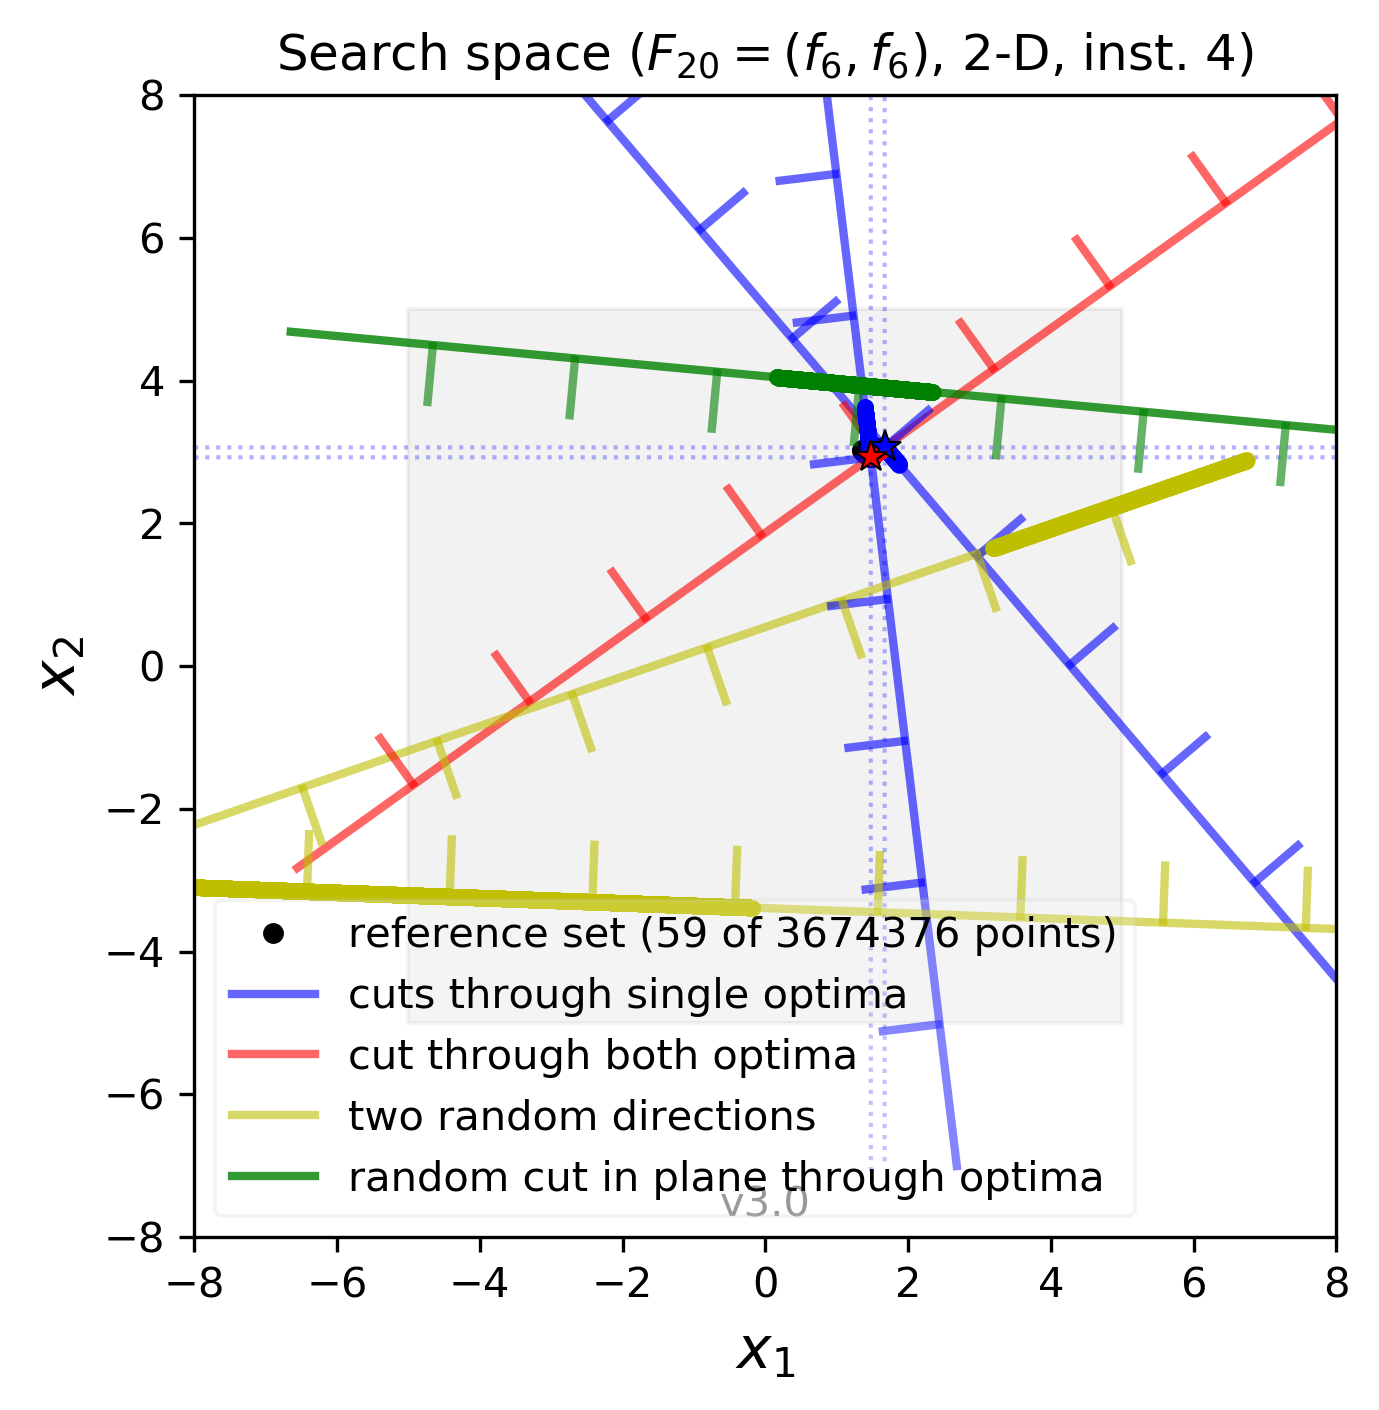 Search space (F20 = (f6, f6), 2-D, inst. 4)
8
6
4
2
0
−2
−4
−6
−8
x2
reference set (59 of 3674376 points)
cuts through single optima
cut through both optima
two random directions
random cut in plane through optima
v3.0
−8 −6 −4 −2 0 2 4 6 8
x1